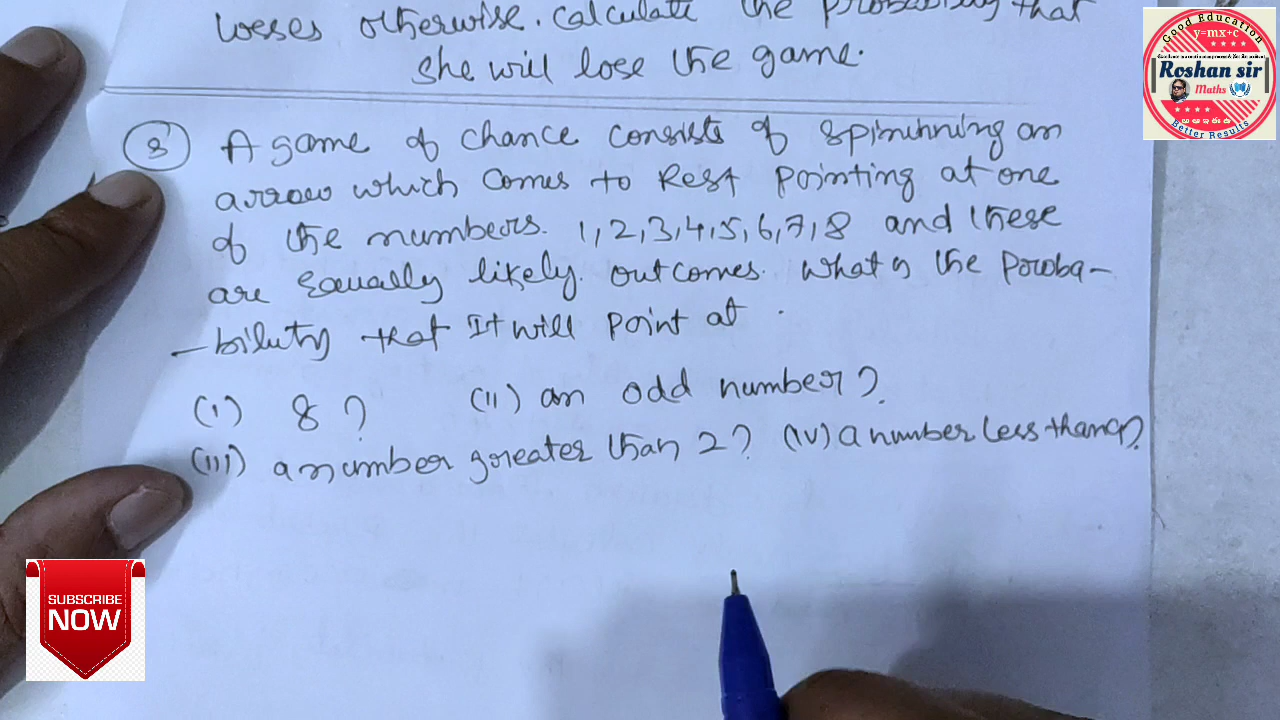 loses otherwise. Calculate the probability that
she will lose the game.
8 A game of chance consists of spinnning an
arrow which comes to Rest pointing at one
of the numbers. 1,2,3,4,5,6,7,8 and these
are equally likely. outcomes. What is the proba-
-bility that It will point at
(i) 8 ? (ii) an odd number?
(iii) a number greater than 2? (iv) a number less than 9?
Good Education
y=mx+c
Roshan sir
Maths
Better Results
SUBSCRIBE
NOW